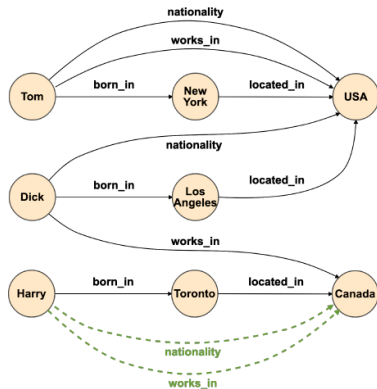 nationality
works_in
born_in
located_in
Tom
New
York
USA
nationality
born_in
located_in
Dick
Los
Angeles
works_in
born_in
located_in
Harry
Toronto
Canada
nationality
works_in